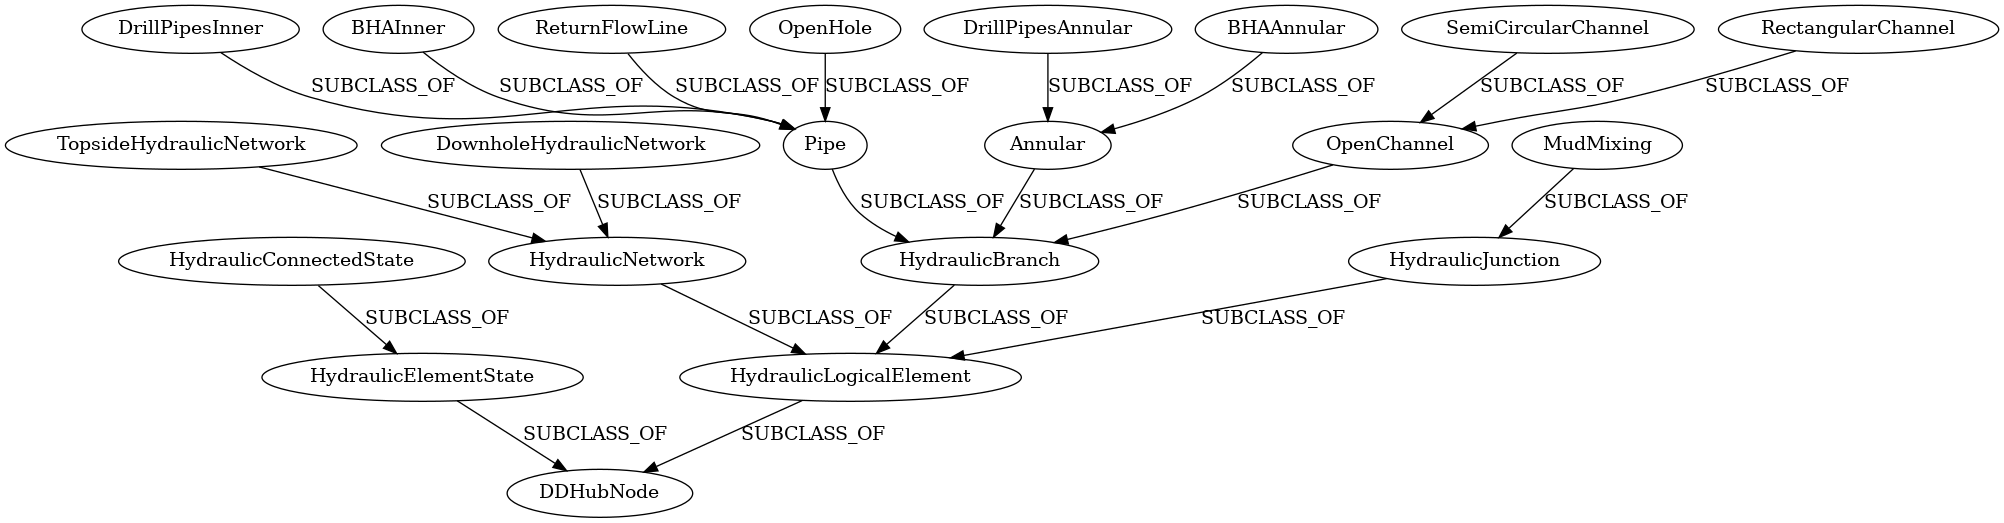 DrillPipesInner
BHAInner
ReturnFlowLine
OpenHole
DrillPipesAnnular
BHAAnnular
SemiCircularChannel
RectangularChannel
SUBCLASS_OF
SUBCLASS_OF
SUBCLASS_OF
SUBCLASS_OF
SUBCLASS_OF
SUBCLASS_OF
SUBCLASS_OF
SUBCLASS_OF
TopsideHydraulicNetwork
DownholeHydraulicNetwork
Pipe
Annular
OpenChannel
MudMixing
SUBCLASS_OF
SUBCLASS_OF
SUBCLASS_OF
SUBCLASS_OF
SUBCLASS_OF
SUBCLASS_OF
HydraulicConnectedState
HydraulicNetwork
HydraulicBranch
HydraulicJunction
SUBCLASS_OF
SUBCLASS_OF
SUBCLASS_OF
SUBCLASS_OF
HydraulicElementState
HydraulicLogicalElement
SUBCLASS_OF
SUBCLASS_OF
DDHubNode